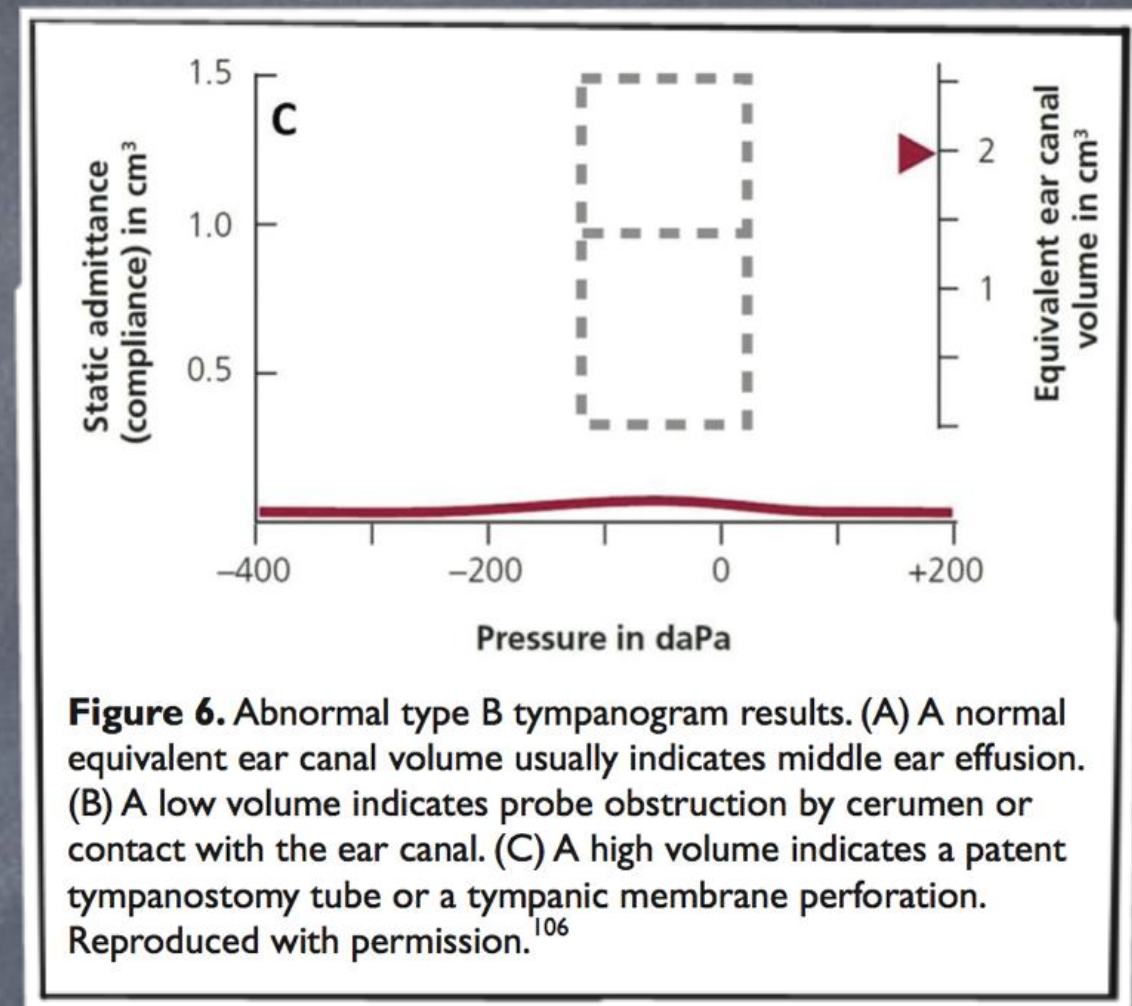 1.5
C
1.0
0.5
Static admittance
(compliance) in cm³
2
1
Equivalent ear canal
volume in cm³
–400
–200
0
+200
Pressure in daPa
Figure 6. Abnormal type B tympanogram results. (A) A normal
equivalent ear canal volume usually indicates middle ear effusion.
(B) A low volume indicates probe obstruction by cerumen or
contact with the ear canal. (C) A high volume indicates a patent
tympanostomy tube or a tympanic membrane perforation.
Reproduced with permission.¹⁰⁶